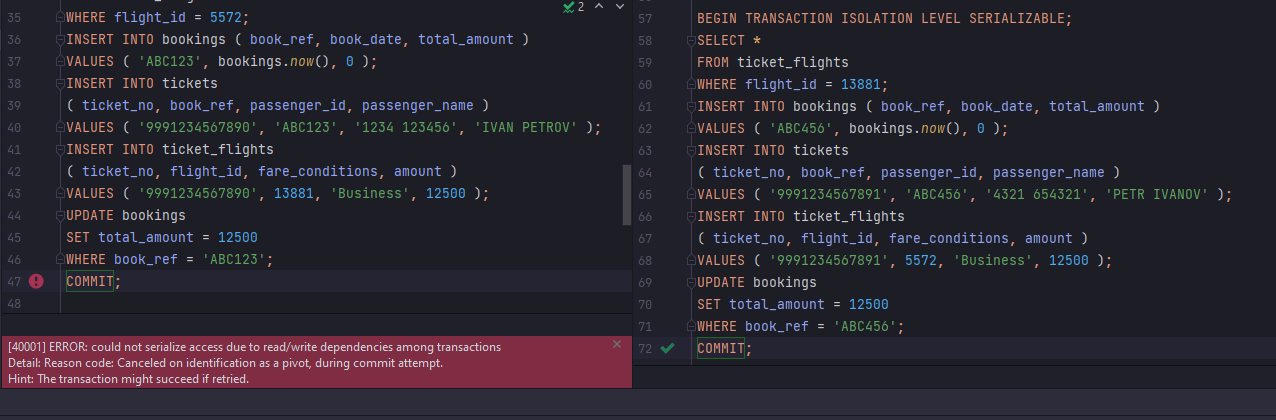 2
35 WHERE flight_id = 5572;
36 INSERT INTO bookings ( book_ref, book_date, total_amount )
37 VALUES ( 'ABC123', bookings.now(), 0 );
38 INSERT INTO tickets
39 ( ticket_no, book_ref, passenger_id, passenger_name )
40 VALUES ( '9991234567890', 'ABC123', '1234 123456', 'IVAN PETROV' );
41 INSERT INTO ticket_flights
42 ( ticket_no, flight_id, fare_conditions, amount )
43 VALUES ( '9991234567890', 13881, 'Business', 12500 );
44 UPDATE bookings
45 SET total_amount = 12500
46 WHERE book_ref = 'ABC123';
47 COMMIT;
48
[40001] ERROR: could not serialize access due to read/write dependencies among transactions
Detail: Reason code: Canceled on identification as a pivot, during commit attempt.
Hint: The transaction might succeed if retried.
57 BEGIN TRANSACTION ISOLATION LEVEL SERIALIZABLE;
58 SELECT *
59 FROM ticket_flights
60 WHERE flight_id = 13881;
61 INSERT INTO bookings ( book_ref, book_date, total_amount )
62 VALUES ( 'ABC456', bookings.now(), 0 );
63 INSERT INTO tickets
64 ( ticket_no, book_ref, passenger_id, passenger_name )
65 VALUES ( '9991234567891', 'ABC456', '4321 654321', 'PETR IVANOV' );
66 INSERT INTO ticket_flights
67 ( ticket_no, flight_id, fare_conditions, amount )
68 VALUES ( '9991234567891', 5572, 'Business', 12500 );
69 UPDATE bookings
70 SET total_amount = 12500
71 WHERE book_ref = 'ABC456';
72 COMMIT;